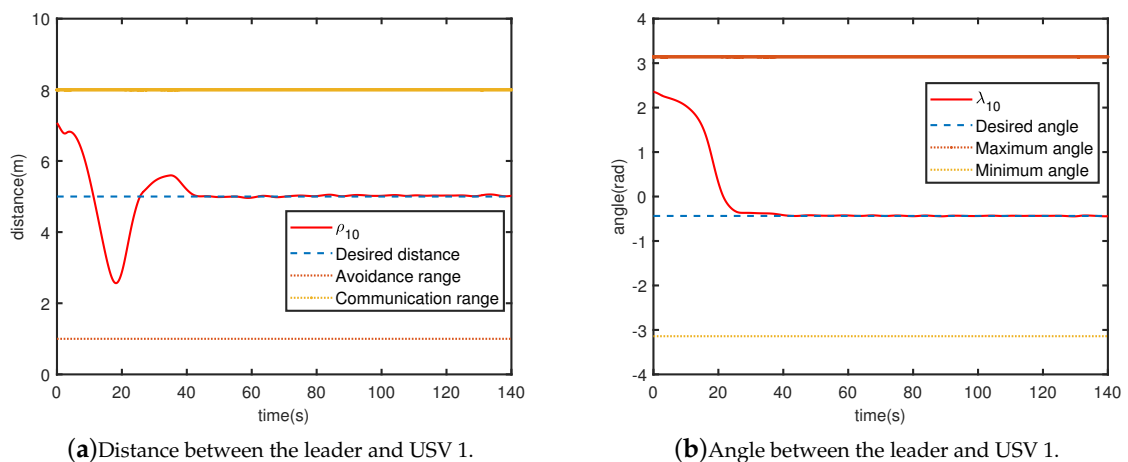 10
8
6
4
2
0
distance(m)
0 20 40 60 80 100 120 140
time(s)
ρ10
Desired distance
Avoidance range
Communication range
(a)Distance between the leader and USV 1.
4
3
2
1
0
-1
-2
-3
-4
angle(rad)
0 20 40 60 80 100 120 140
time(s)
λ10
Desired angle
Maximum angle
Minimum angle
(b)Angle between the leader and USV 1.